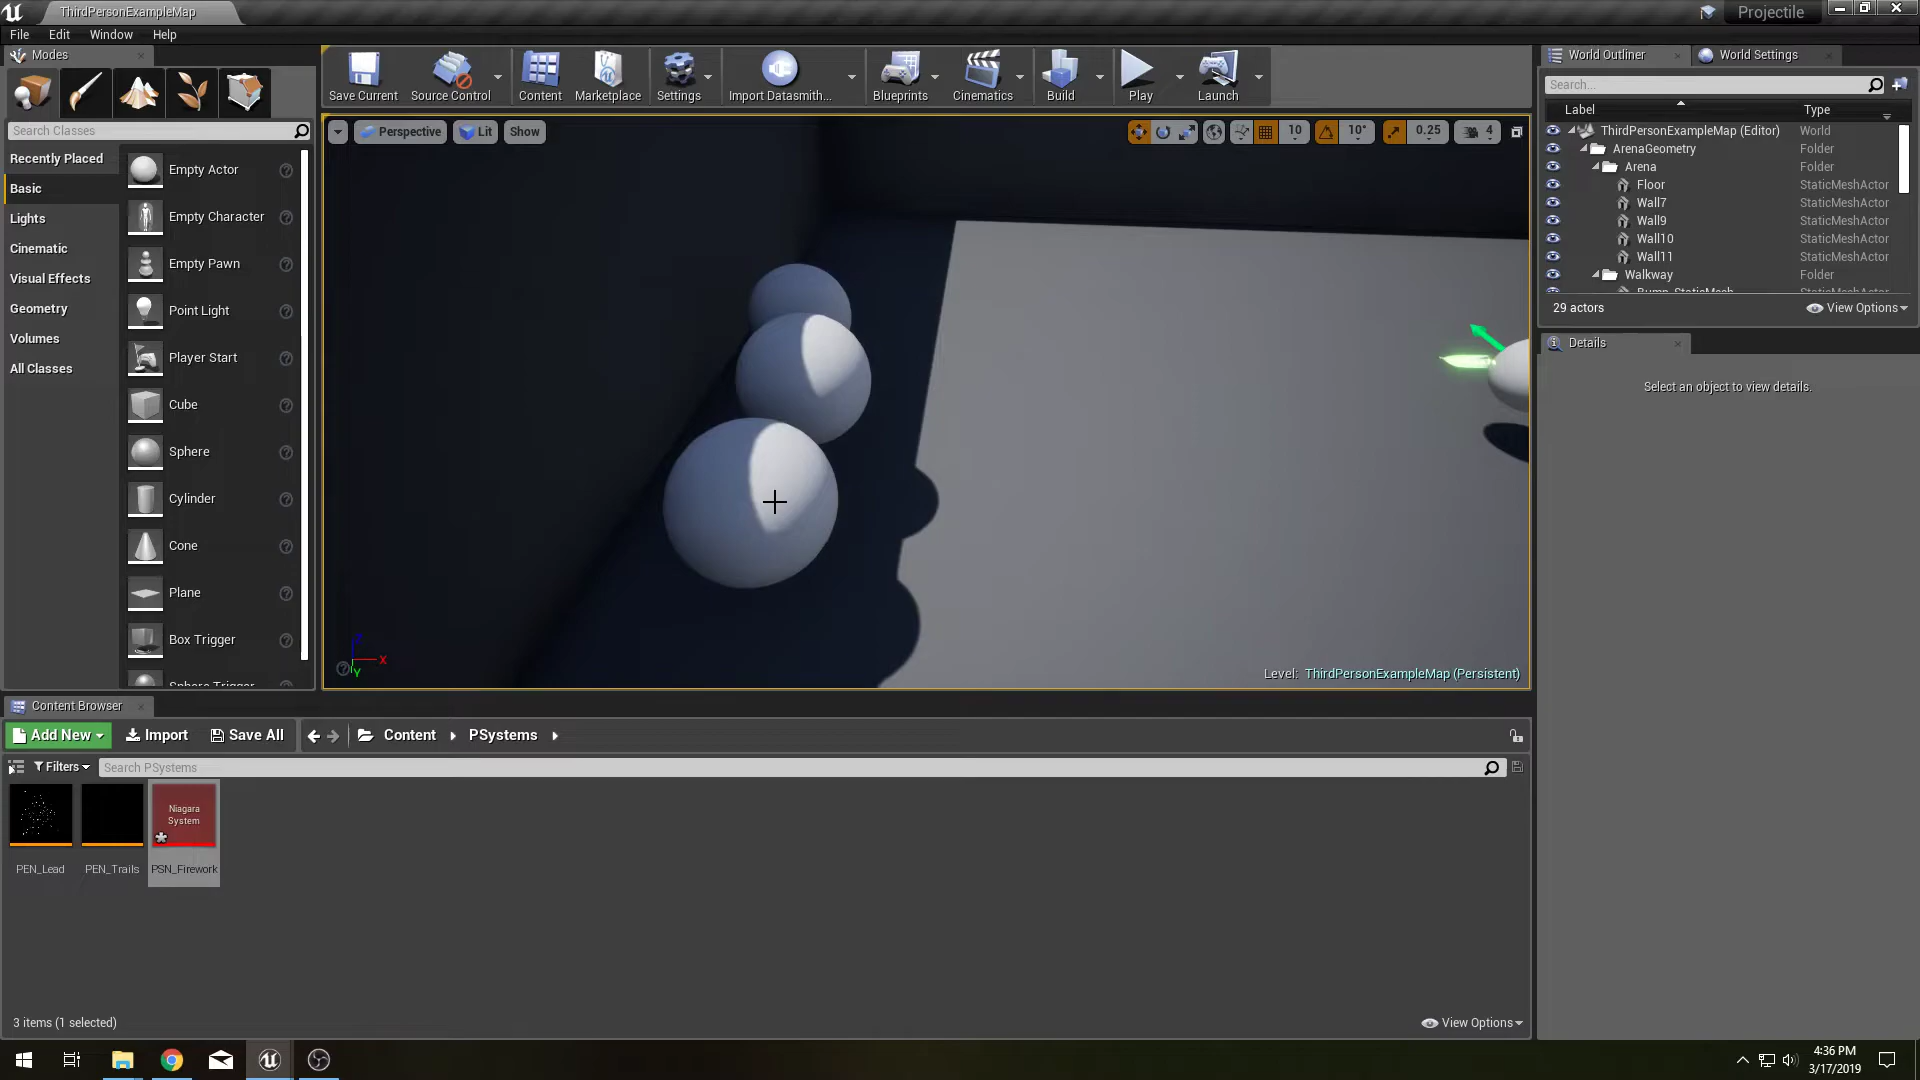 ThirdPersonExampleMap
Projectile
File Edit Window Help
Modes
Search Classes
Recently Placed
Basic
Lights
Cinematic
Visual Effects
Geometry
Volumes
All Classes
Empty Actor
Empty Character
Empty Pawn
Point Light
Player Start
Cube
Sphere
Cylinder
Cone
Plane
Box Trigger
Sphere Trigger
Save Current
Source Control
Content
Marketplace
Settings
Import Datasmith...
Blueprints
Cinematics
Build
Play
Launch
Perspective Lit Show
10 10° 0.25 4
X
Y
Level: ThirdPersonExampleMap (Persistent)
World Outliner World Settings
Search...
Label Type
ThirdPersonExampleMap (Editor) World
ArenaGeometry Folder
Arena Folder
Floor StaticMeshActor
Wall7 StaticMeshActor
Wall9 StaticMeshActor
Wall10 StaticMeshActor
Wall11 StaticMeshActor
Walkway Folder
Bump_StaticMesh StaticMeshActor
29 actors View Options
Details
Select an object to view details.
Content Browser
Add New Import Save All Content PSystems
Filters Search PSystems
Niagara
System
PEN_Lead PEN_Trails PSN_Firework
3 items (1 selected) View Options
4:36 PM
3/17/2019